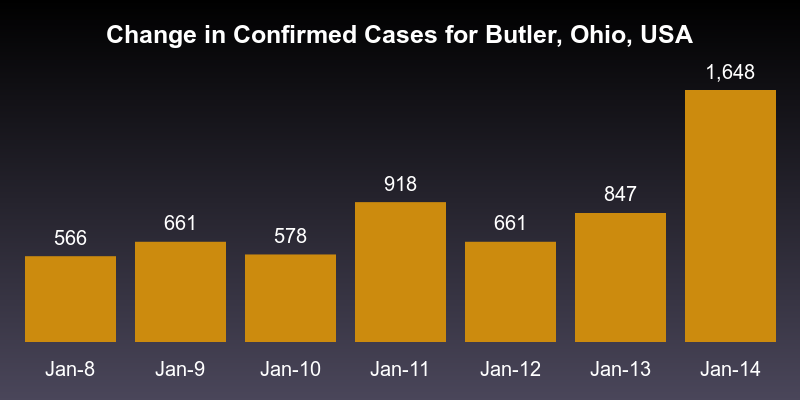 Change in Confirmed Cases for Butler, Ohio, USA
566
661
578
918
661
847
1,648
Jan-8
Jan-9
Jan-10
Jan-11
Jan-12
Jan-13
Jan-14